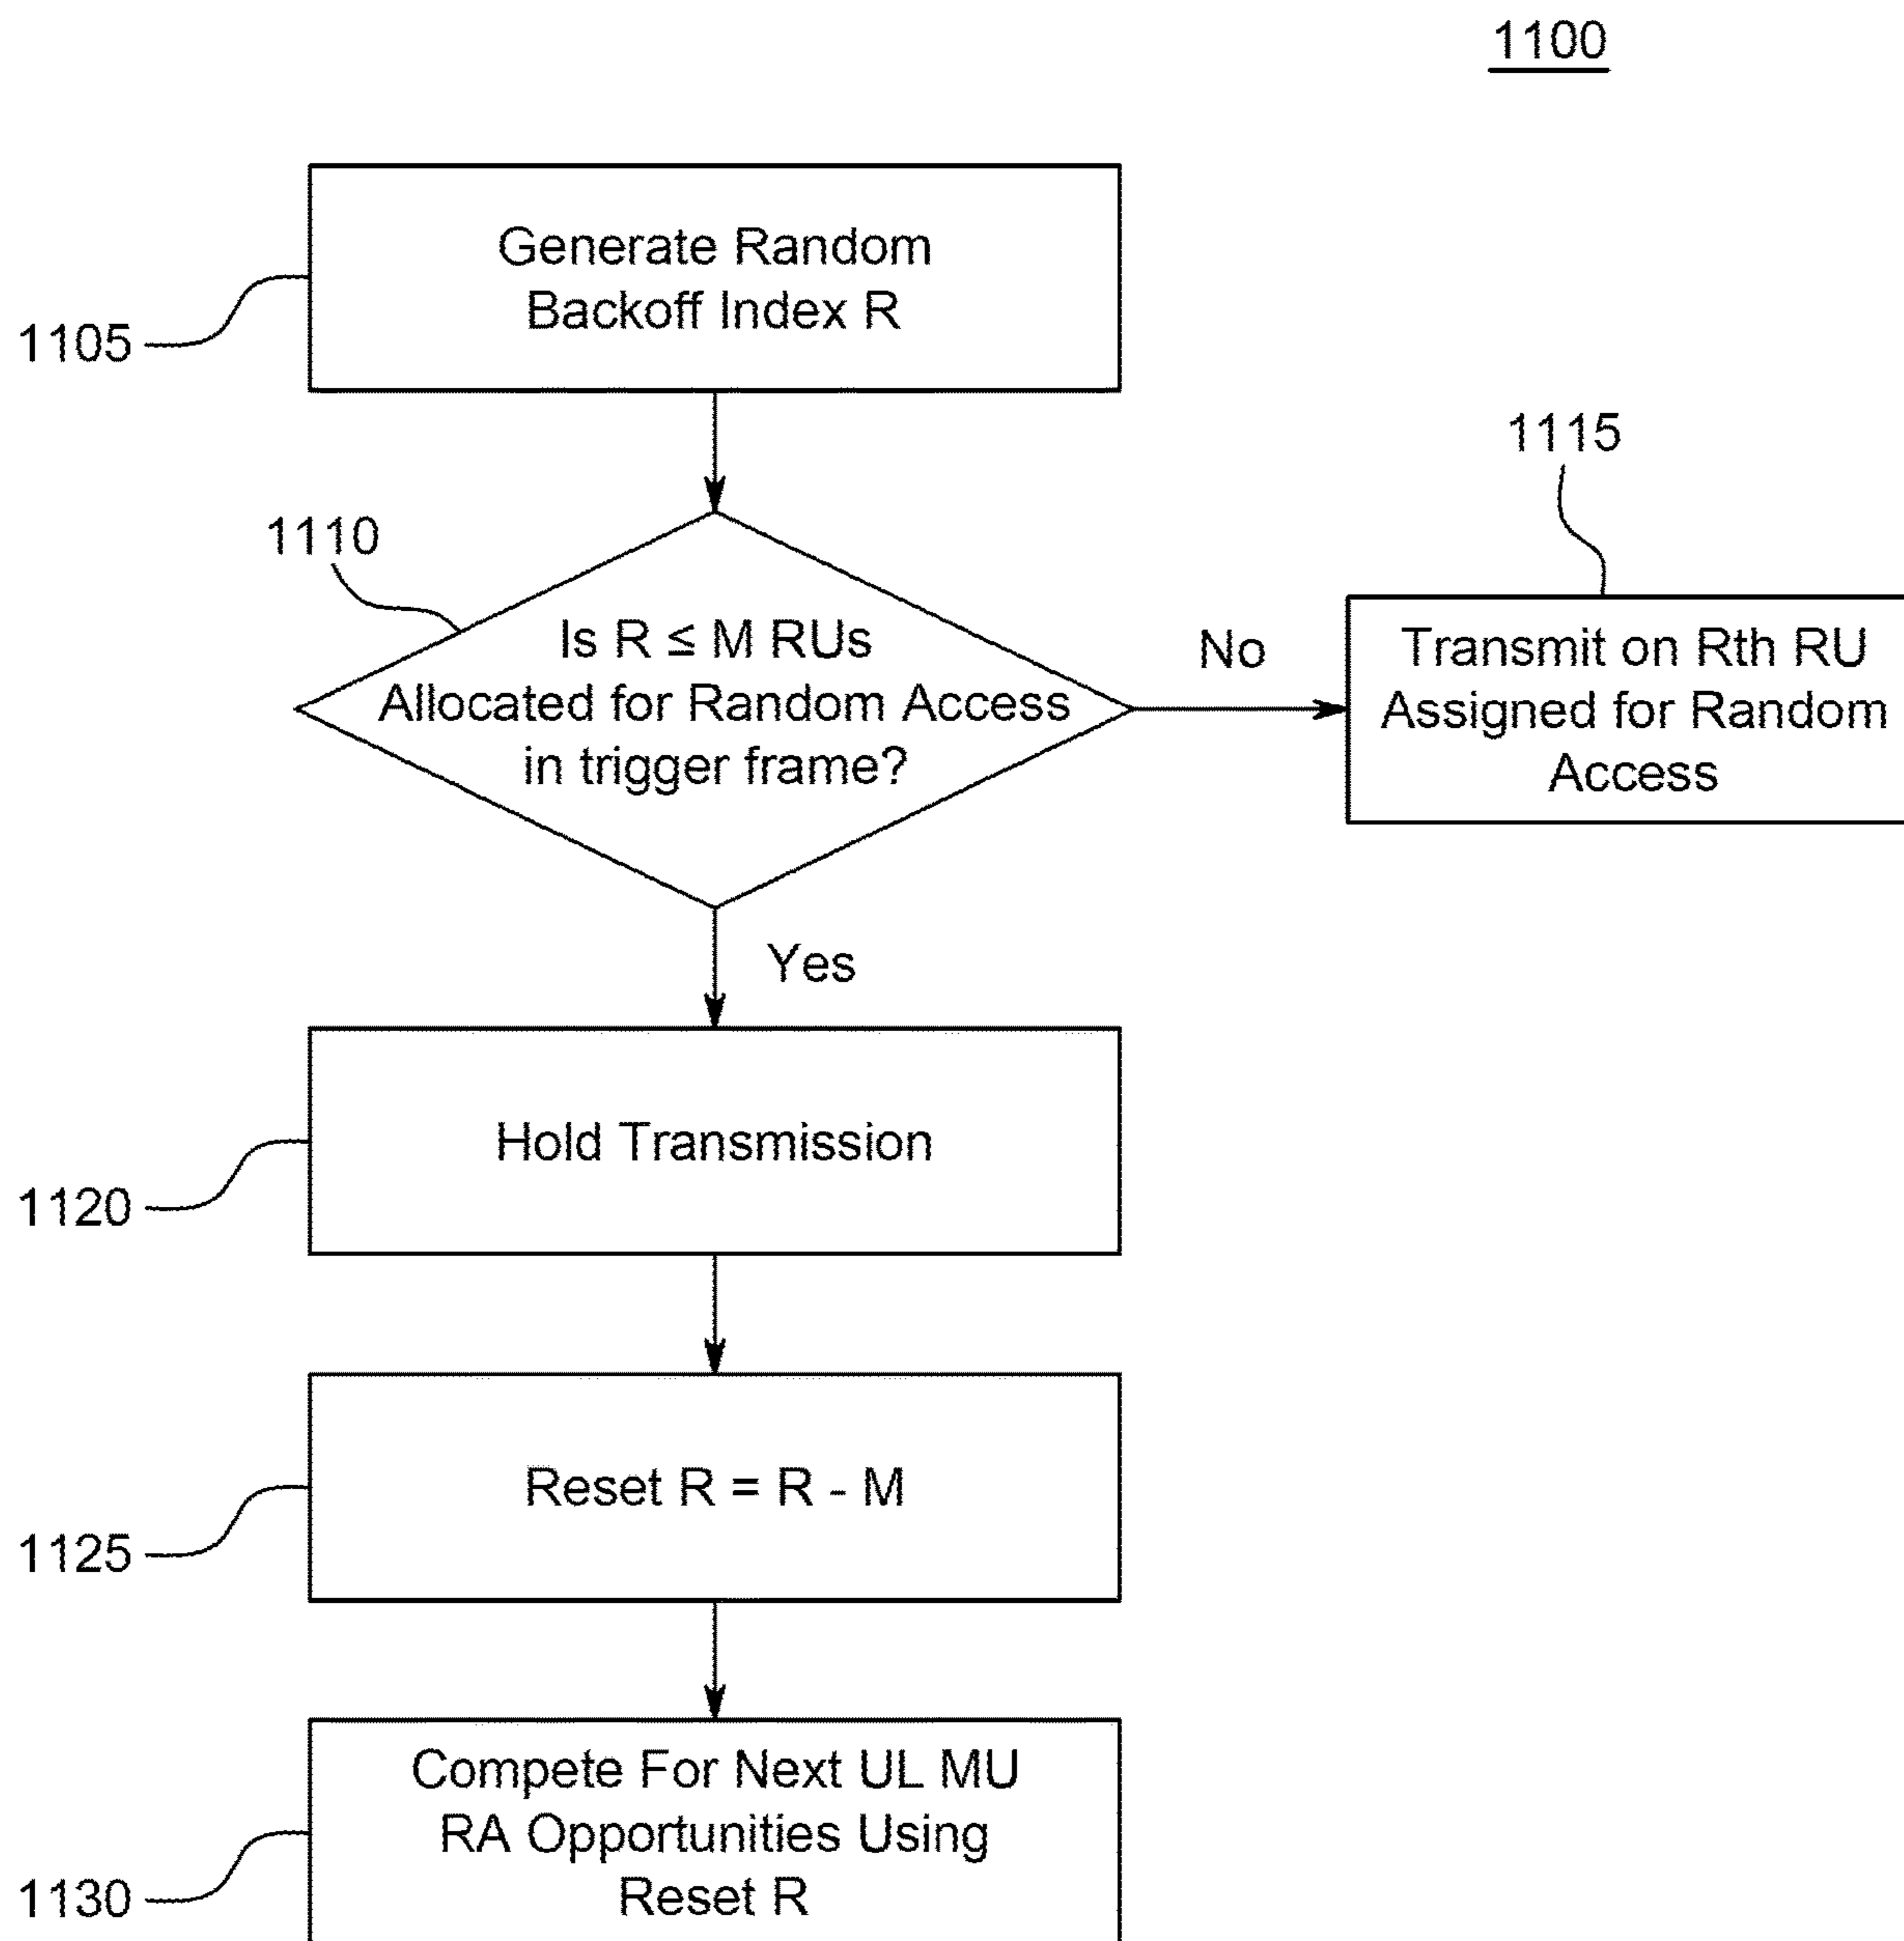 1100
Generate Random
Backoff Index R
1105
1115
1110
Is R ≤ M RUs
Allocated for Random Access
in trigger frame?
No
Transmit on Rth RU
Assigned for Random
Access
Yes
Hold Transmission
1120
Reset R = R - M
1125
Compete For Next UL MU
RA Opportunities Using
Reset R
1130